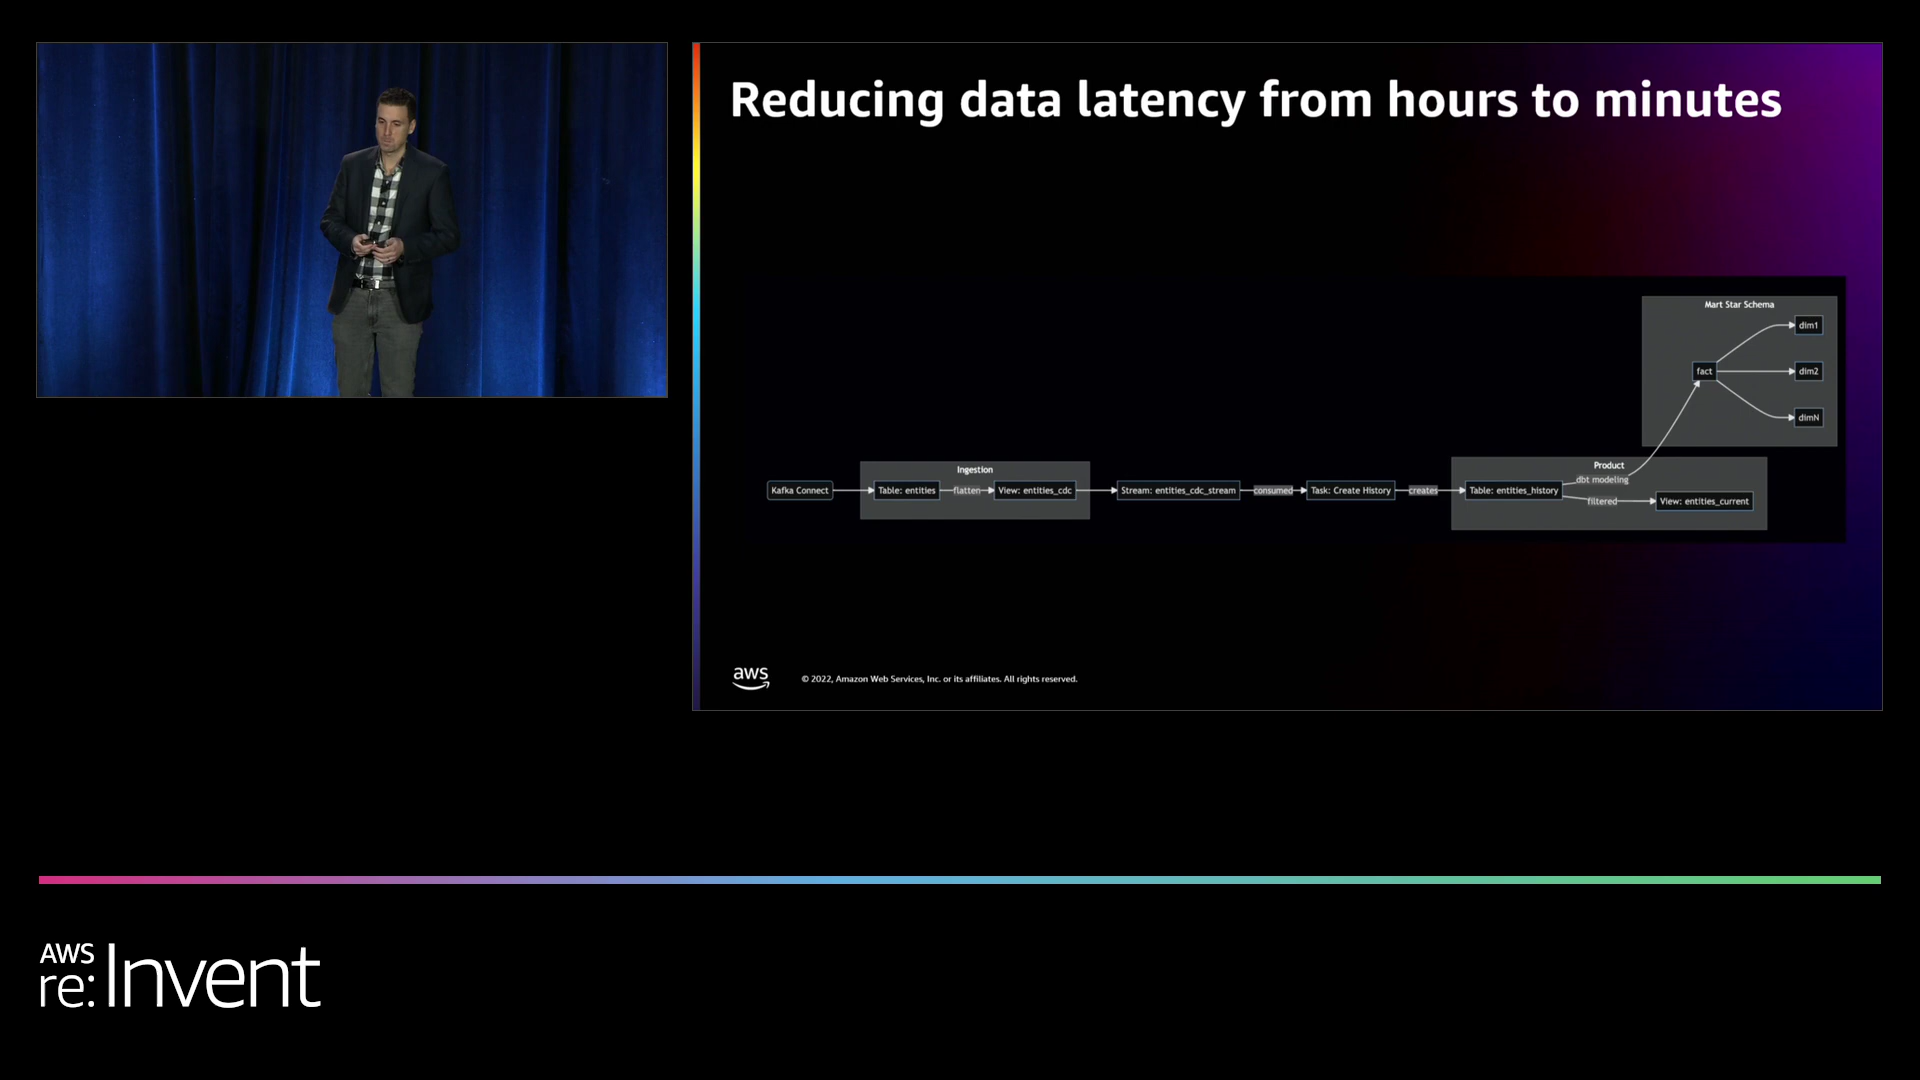 Reducing data latency from hours to minutes
Mart Star Schema
dim1
fact
dim2
dimN
Ingestion
Product
dbt modeling
Kafka Connect
Table: entities
flatten
View: entities_cdc
Stream: entities_cdc_stream
consumed
Task: Create History
creates
Table: entities_history
filtered
View: entities_current
aws
© 2022, Amazon Web Services, Inc. or its affiliates. All rights reserved.
AWS
re:Invent